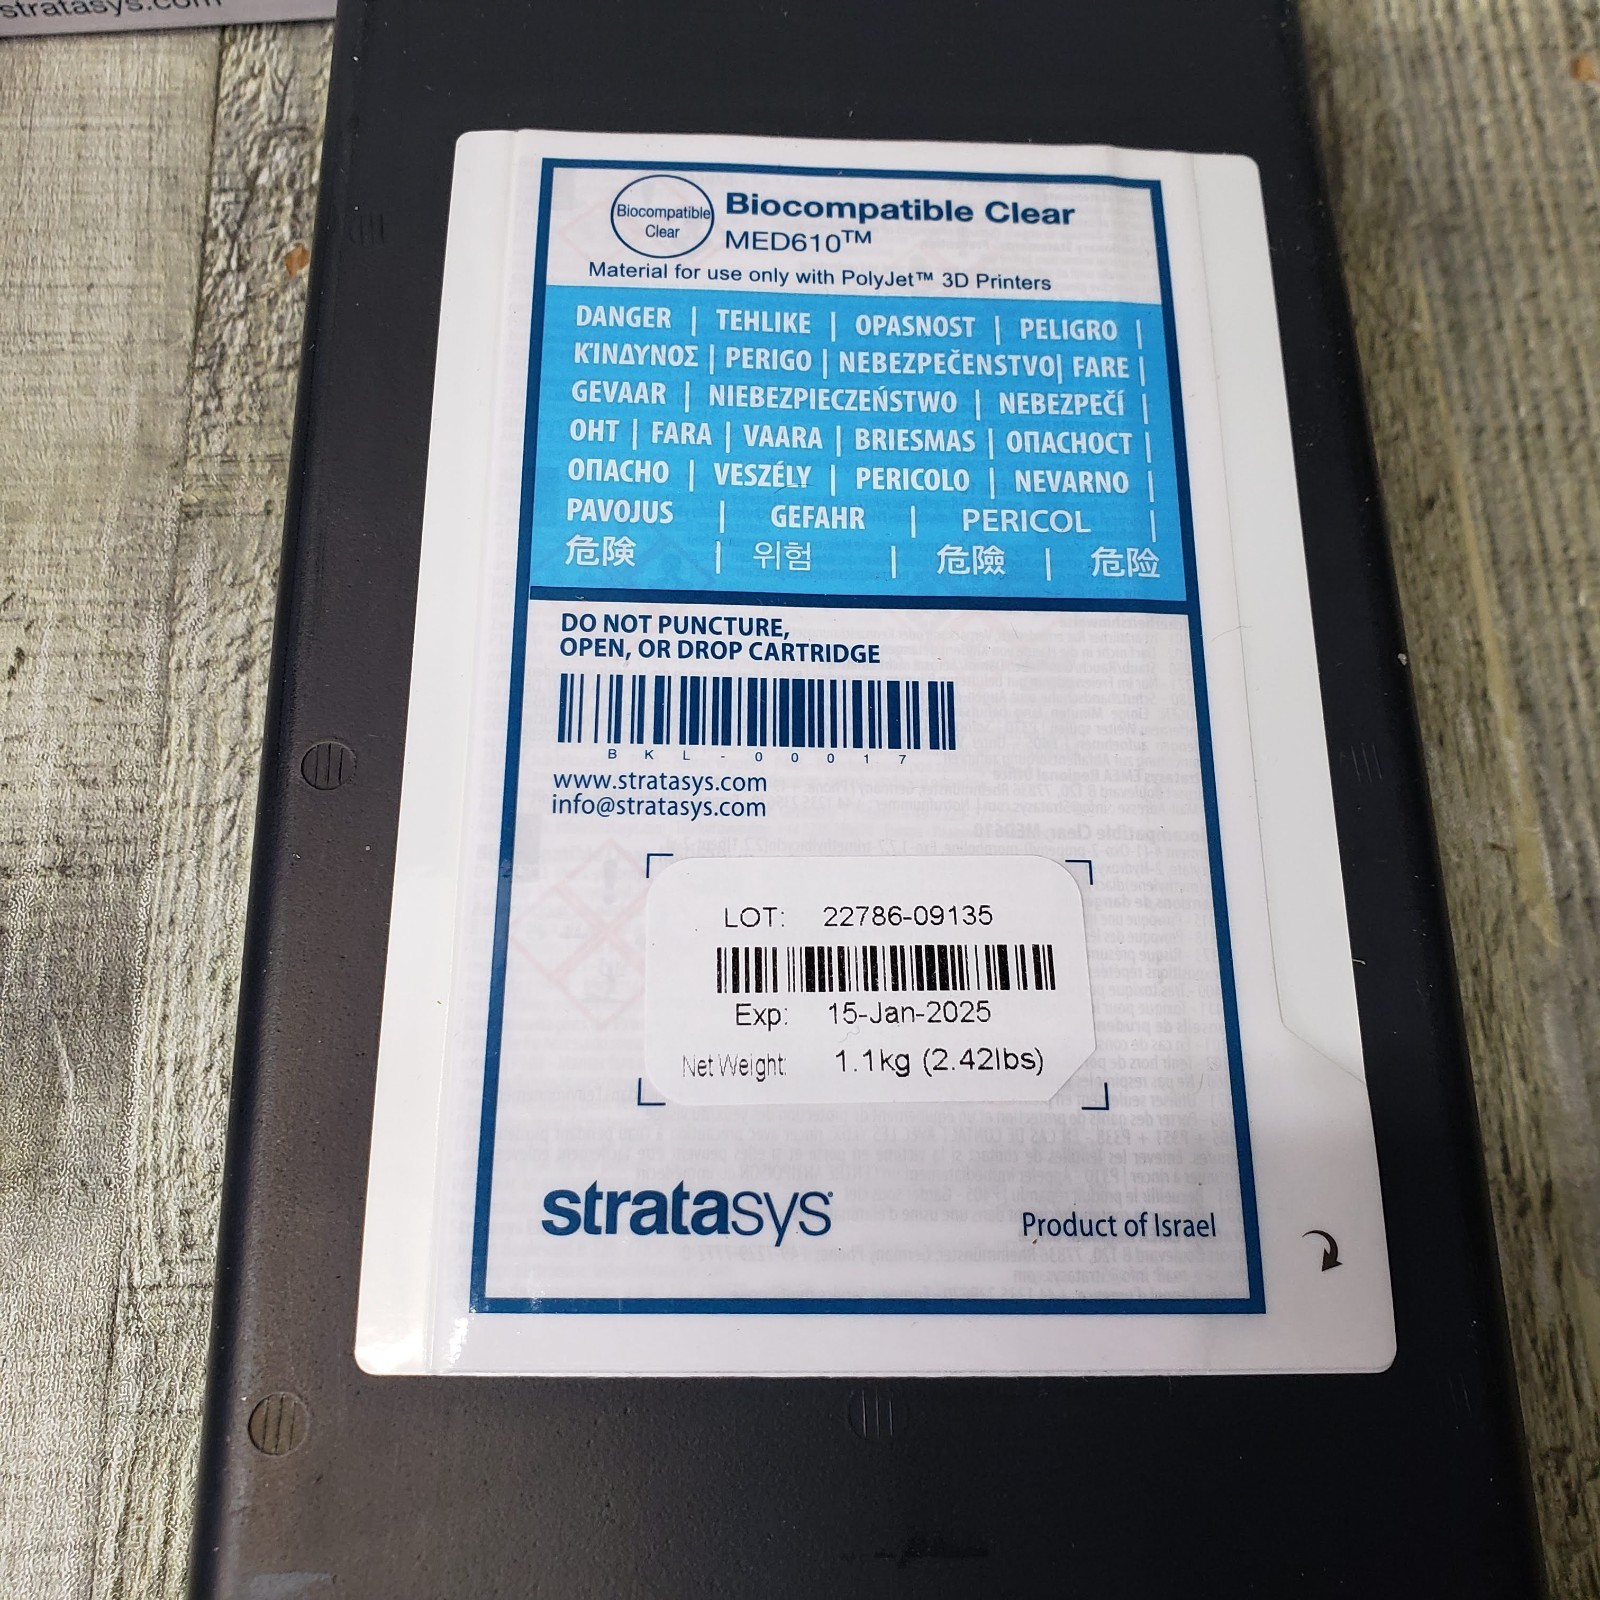 stratasys.com
Biocompatible
Clear
Biocompatible Clear
MED610™
Material for use only with PolyJet™ 3D Printers
DANGER | TEHLIKE | OPASNOST | PELIGRO |
ΚΊΝΔΥΝΟΣ | PERIGO | NEBEZPEČENSTVO| FARE |
GEVAAR | NIEBEZPIECZEŃSTWO | NEBEZPEČÍ |
OHT | FARA | VAARA | BRIESMAS | ОПАСНОСТ |
ОПАСНО | VESZÉLY | PERICOLO | NEVARNO |
PAVOJUS | GEFAHR | PERICOL |
危険 | 위험 | 危險 | 危险
DO NOT PUNCTURE,
OPEN, OR DROP CARTRIDGE
BKL-00017
www.stratasys.com
info@stratasys.com
LOT: 22786-09135
Exp: 15-Jan-2025
Net Weight: 1.1kg (2.42lbs)
stratasys
Product of Israel